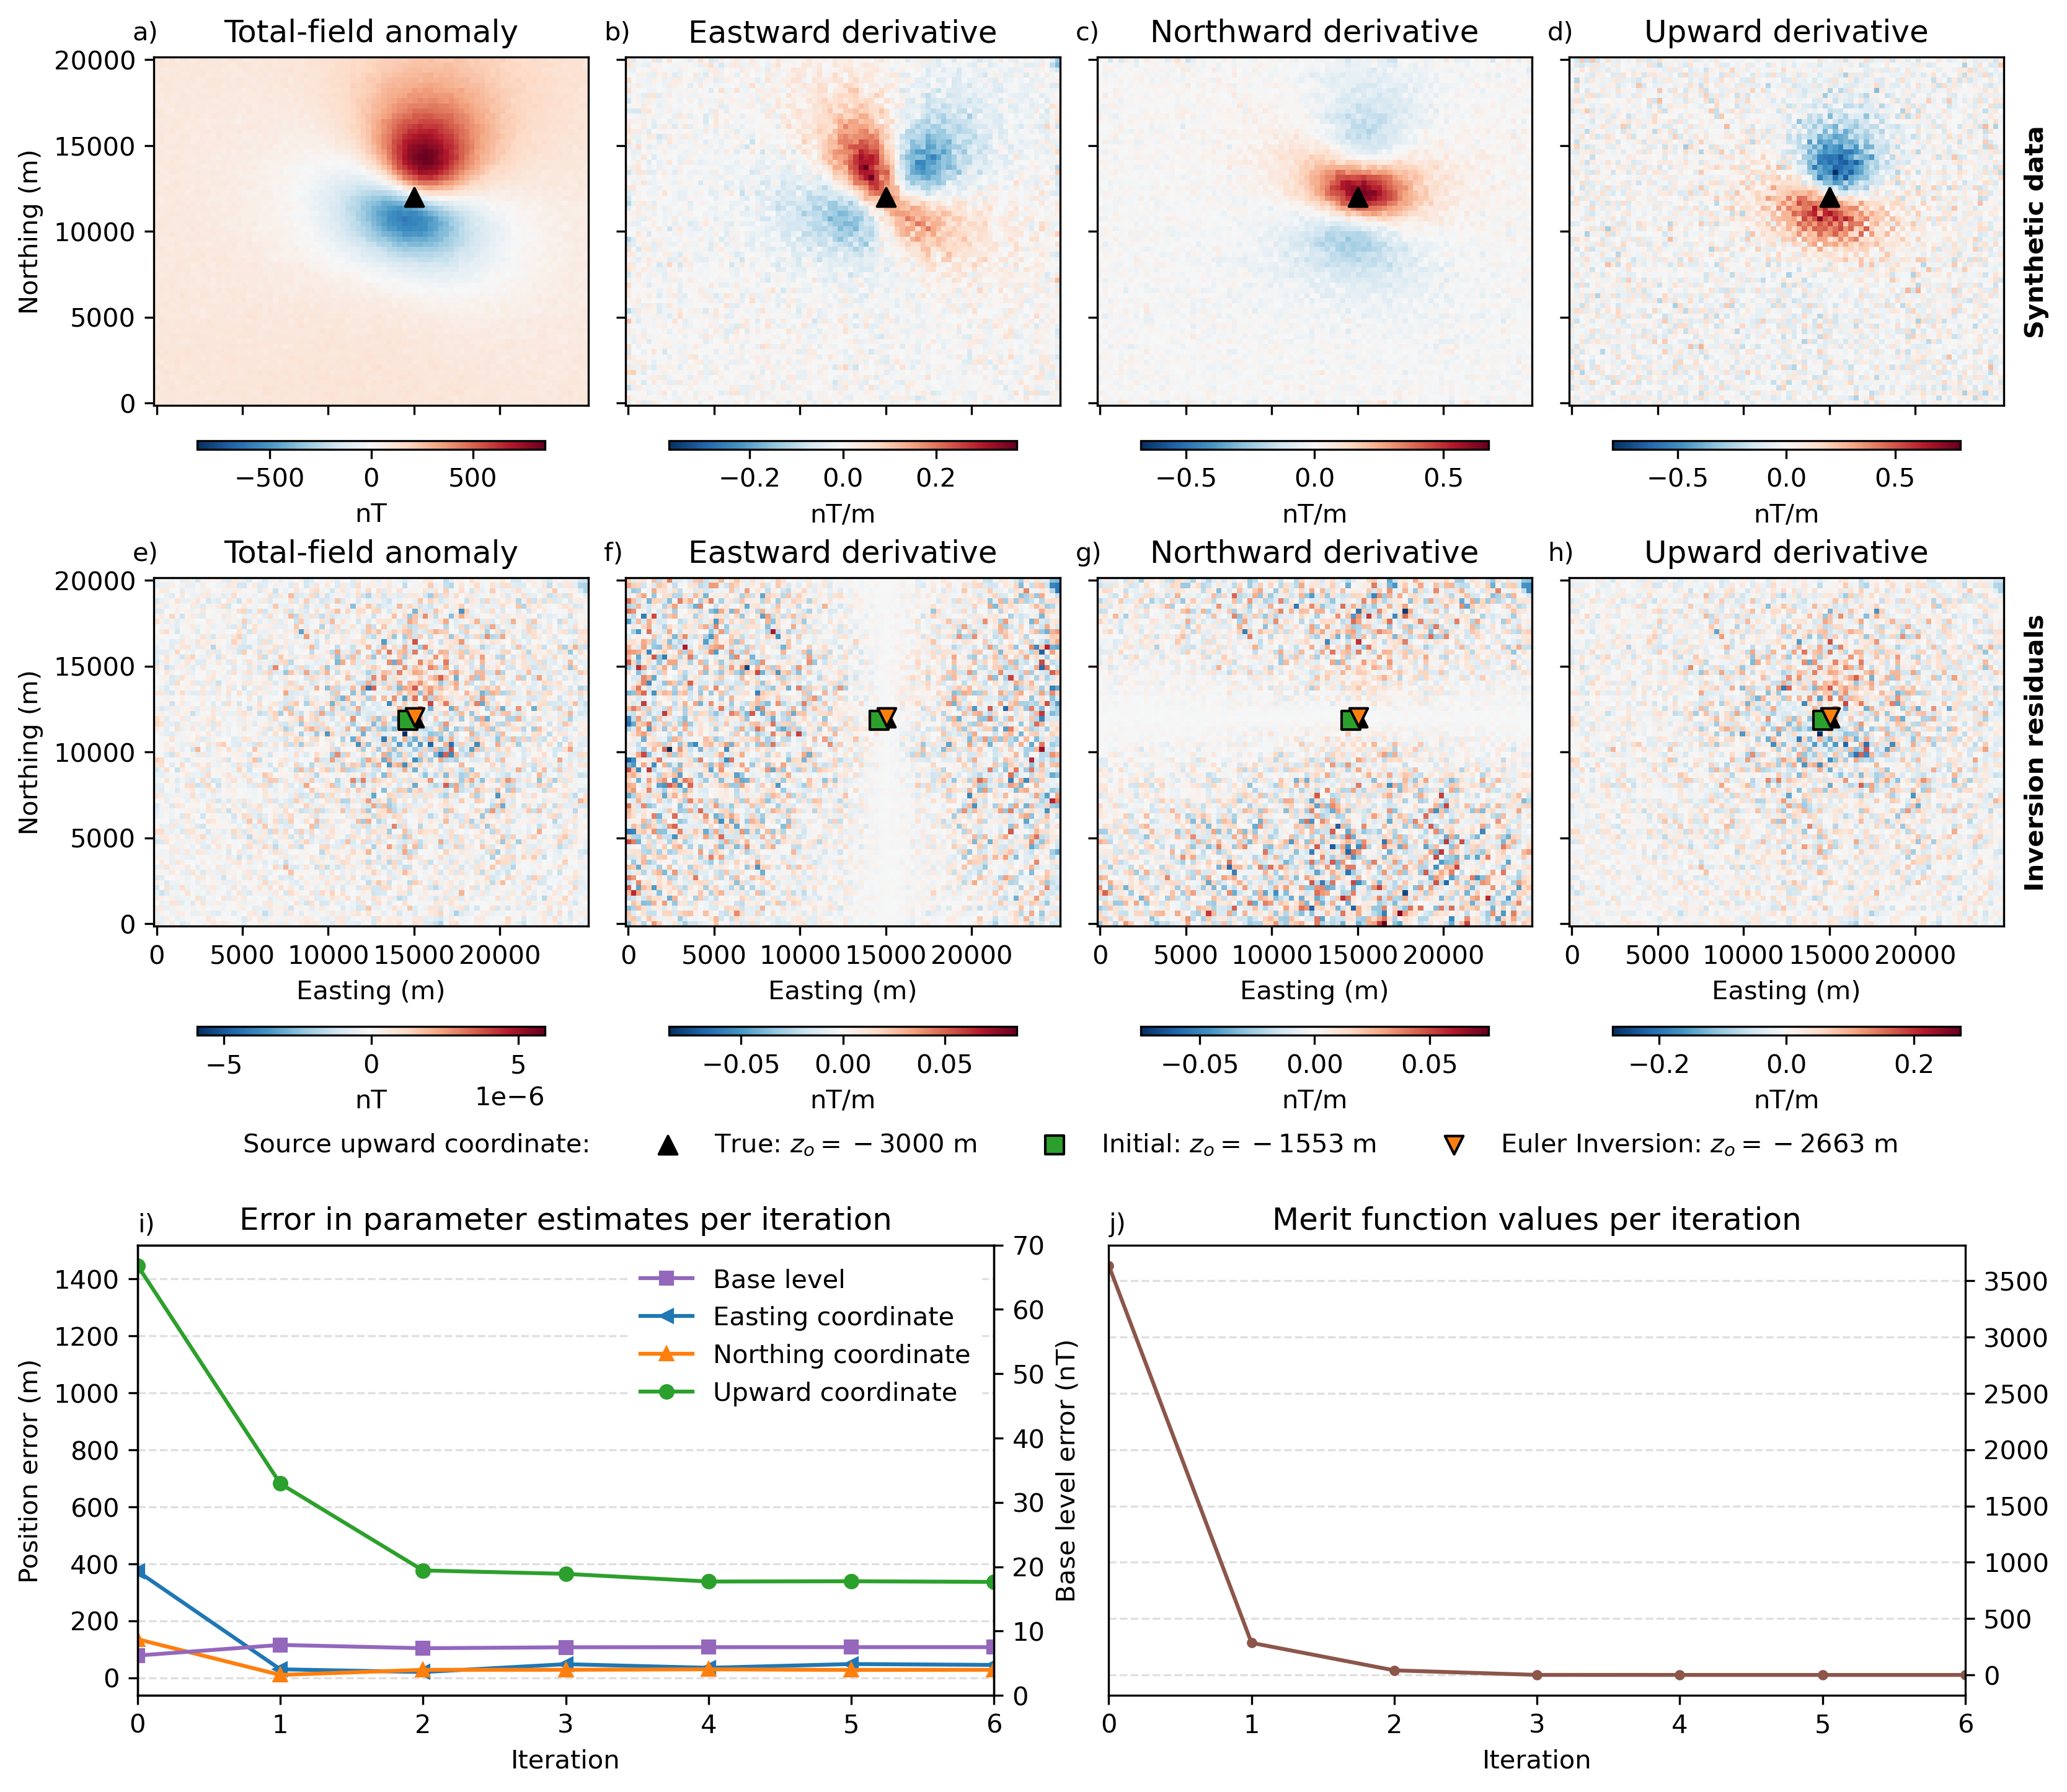 a) Total-field anomaly
b) Eastward derivative
c) Northward derivative
d) Upward derivative
Northing (m)
20000
15000
10000
5000
0
Synthetic data
−500 0 500
nT
−0.2 0.0 0.2
nT/m
−0.5 0.0 0.5
nT/m
−0.5 0.0 0.5
nT/m
e) Total-field anomaly
f) Eastward derivative
g) Northward derivative
h) Upward derivative
Northing (m)
20000
15000
10000
5000
0
Inversion residuals
0 5000 10000 15000 20000
Easting (m)
0 5000 10000 15000 20000
Easting (m)
0 5000 10000 15000 20000
Easting (m)
0 5000 10000 15000 20000
Easting (m)
−5 0 5
nT 1e−6
−0.05 0.00 0.05
nT/m
−0.05 0.00 0.05
nT/m
−0.2 0.0 0.2
nT/m
Source upward coordinate: True: zₒ = −3000 m Initial: zₒ = −1553 m Euler Inversion: zₒ = −2663 m
i) Error in parameter estimates per iteration
Position error (m)
1400
1200
1000
800
600
400
200
0
Base level
Easting coordinate
Northing coordinate
Upward coordinate
70
60
50
40
30
20
10
0
Base level error (nT)
0 1 2 3 4 5 6
Iteration
j) Merit function values per iteration
3500
3000
2500
2000
1500
1000
500
0
0 1 2 3 4 5 6
Iteration